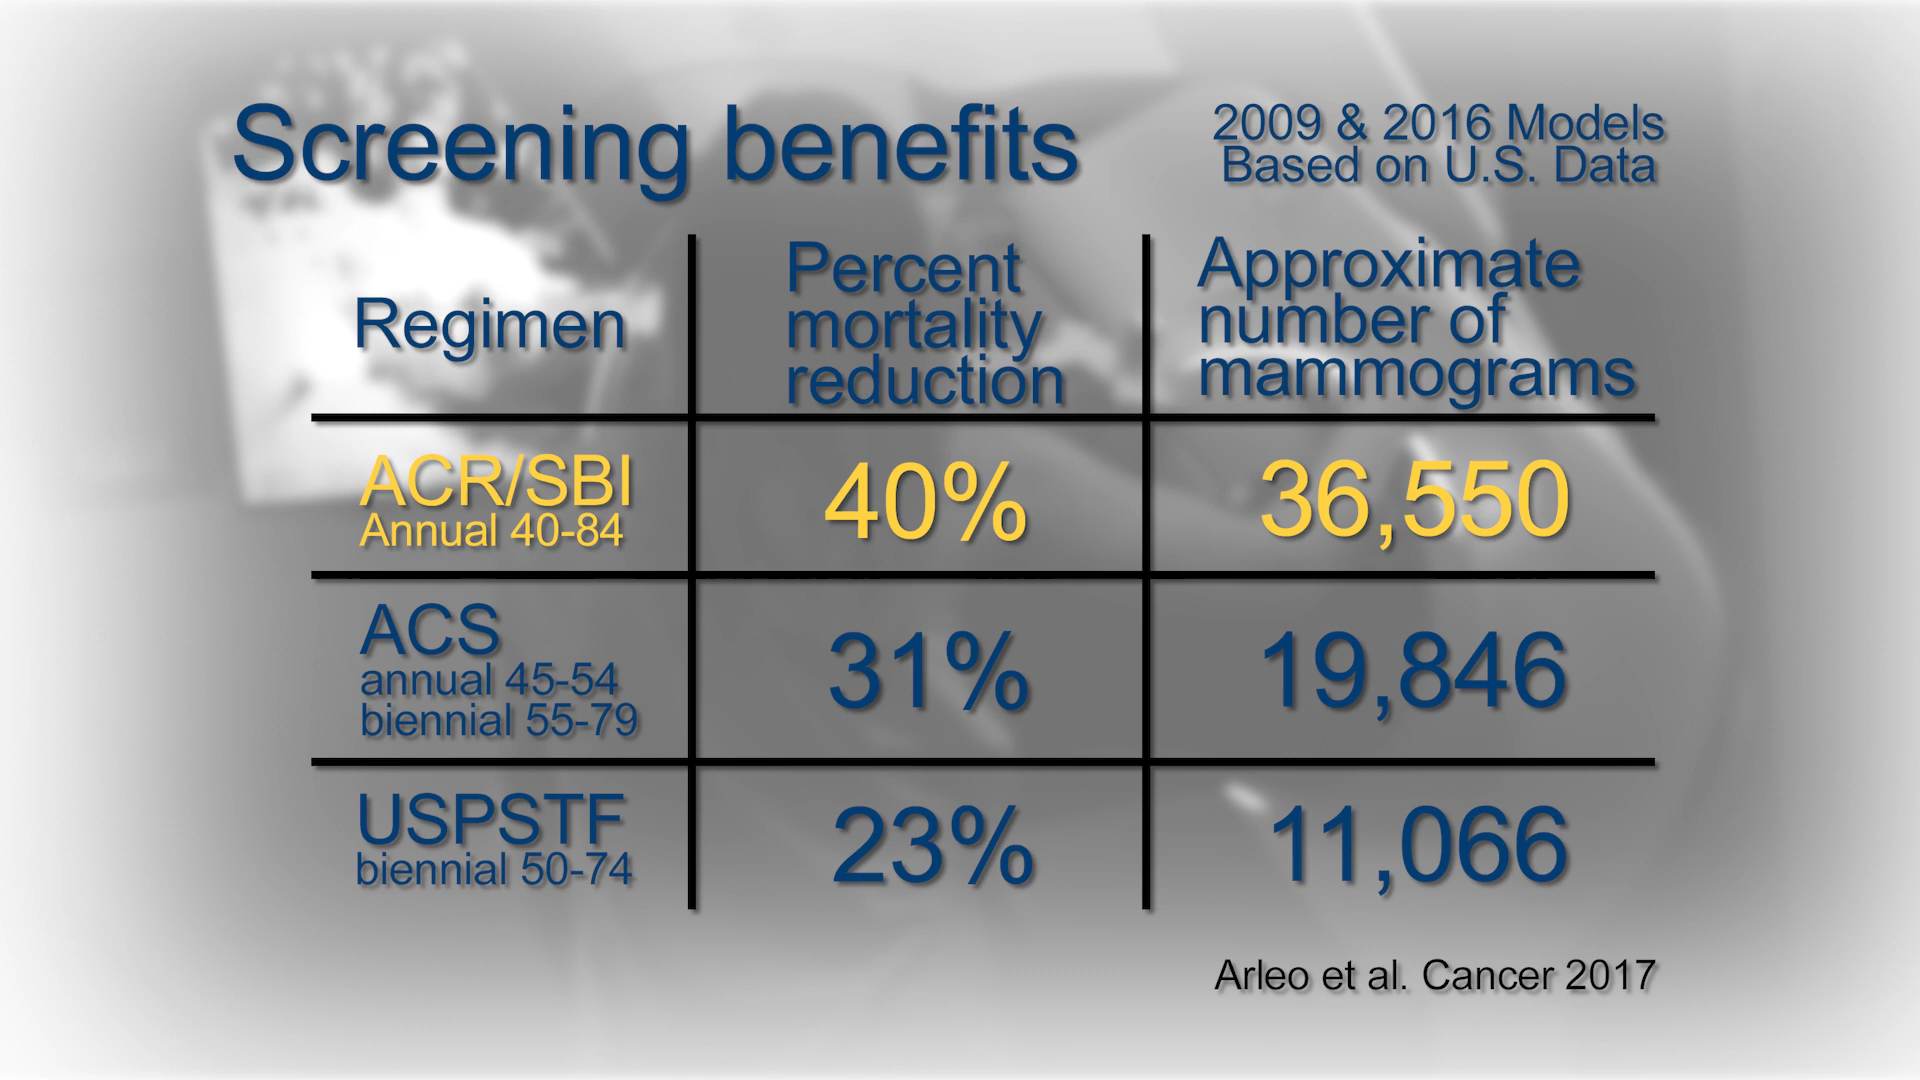 Screening benefits
2009 & 2016 Models
Based on U.S. Data
Regimen
Percent
mortality
reduction
Approximate
number of
mammograms
ACR/SBI
Annual 40-84
40%
36,550
ACS
annual 45-54
biennial 55-79
31%
19,846
USPSTF
biennial 50-74
23%
11,066
Arleo et al. Cancer 2017